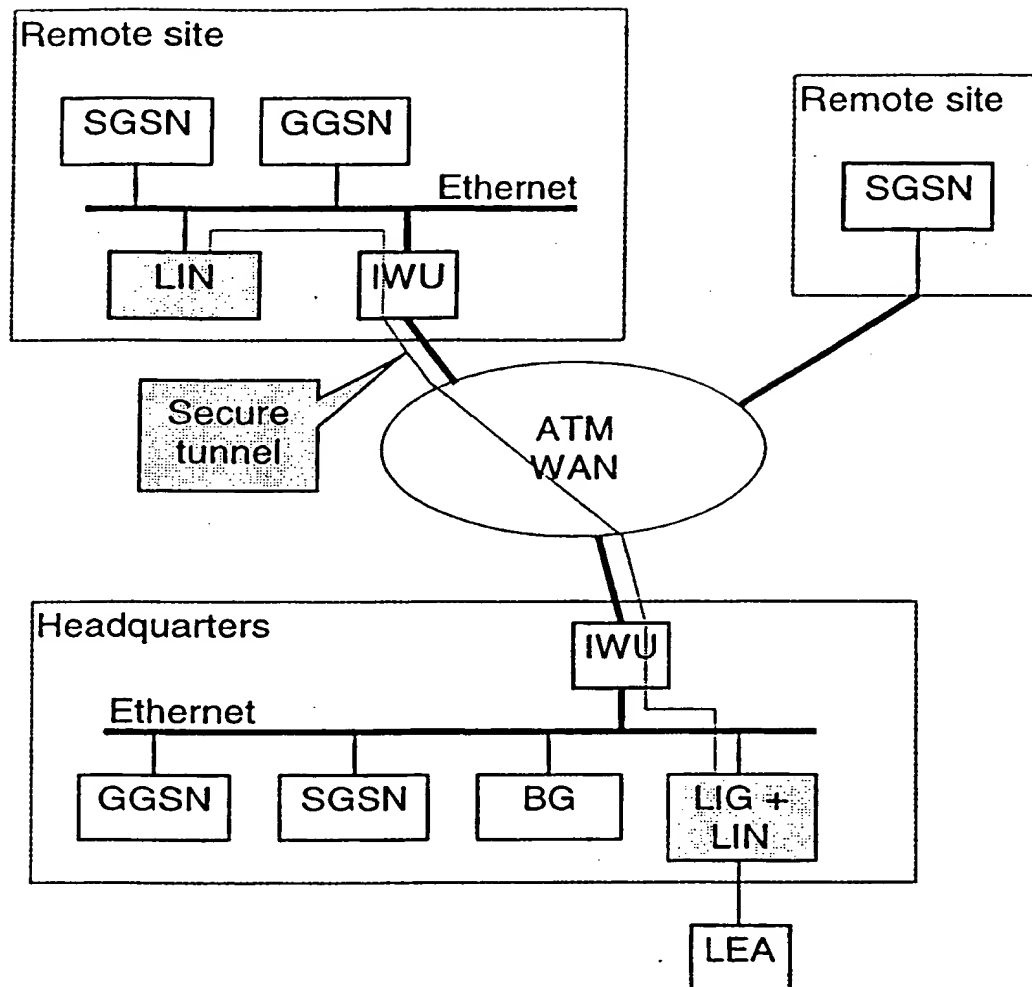 Remote site
SGSN
GGSN
Ethernet
LIN
IWU
Remote site
SGSN
Secure
tunnel
ATM
WAN
Headquarters
IWU
Ethernet
GGSN
SGSN
BG
LIG +
LIN
LEA